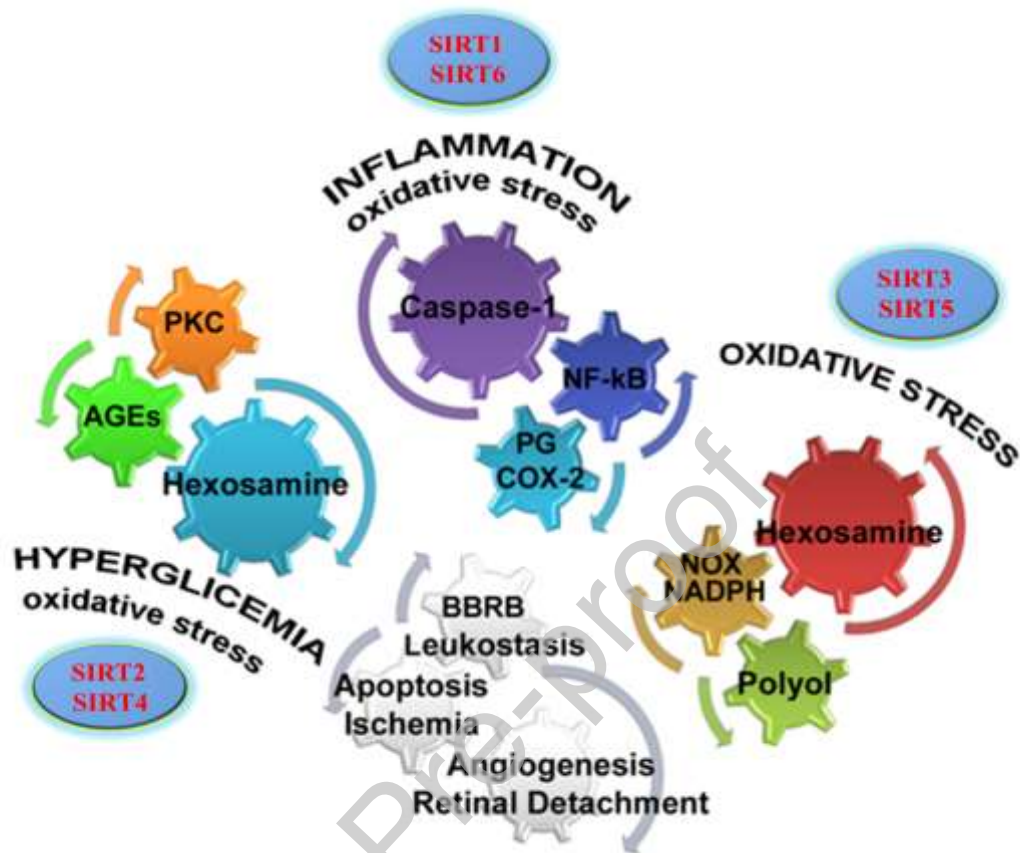 SIRT1
SIRT6
INFLAMMATION
oxidative stress
Caspase-1
NF-kB
PG
COX-2
PKC
AGEs
Hexosamine
HYPERGLICEMIA
oxidative stress
SIRT2
SIRT4
SIRT3
SIRT5
OXIDATIVE STRESS
Hexosamine
NOX
NADPH
Polyol
BBRB
Leukostasis
Apoptosis
Ischemia
Angiogenesis
Retinal Detachment
Pre-proof